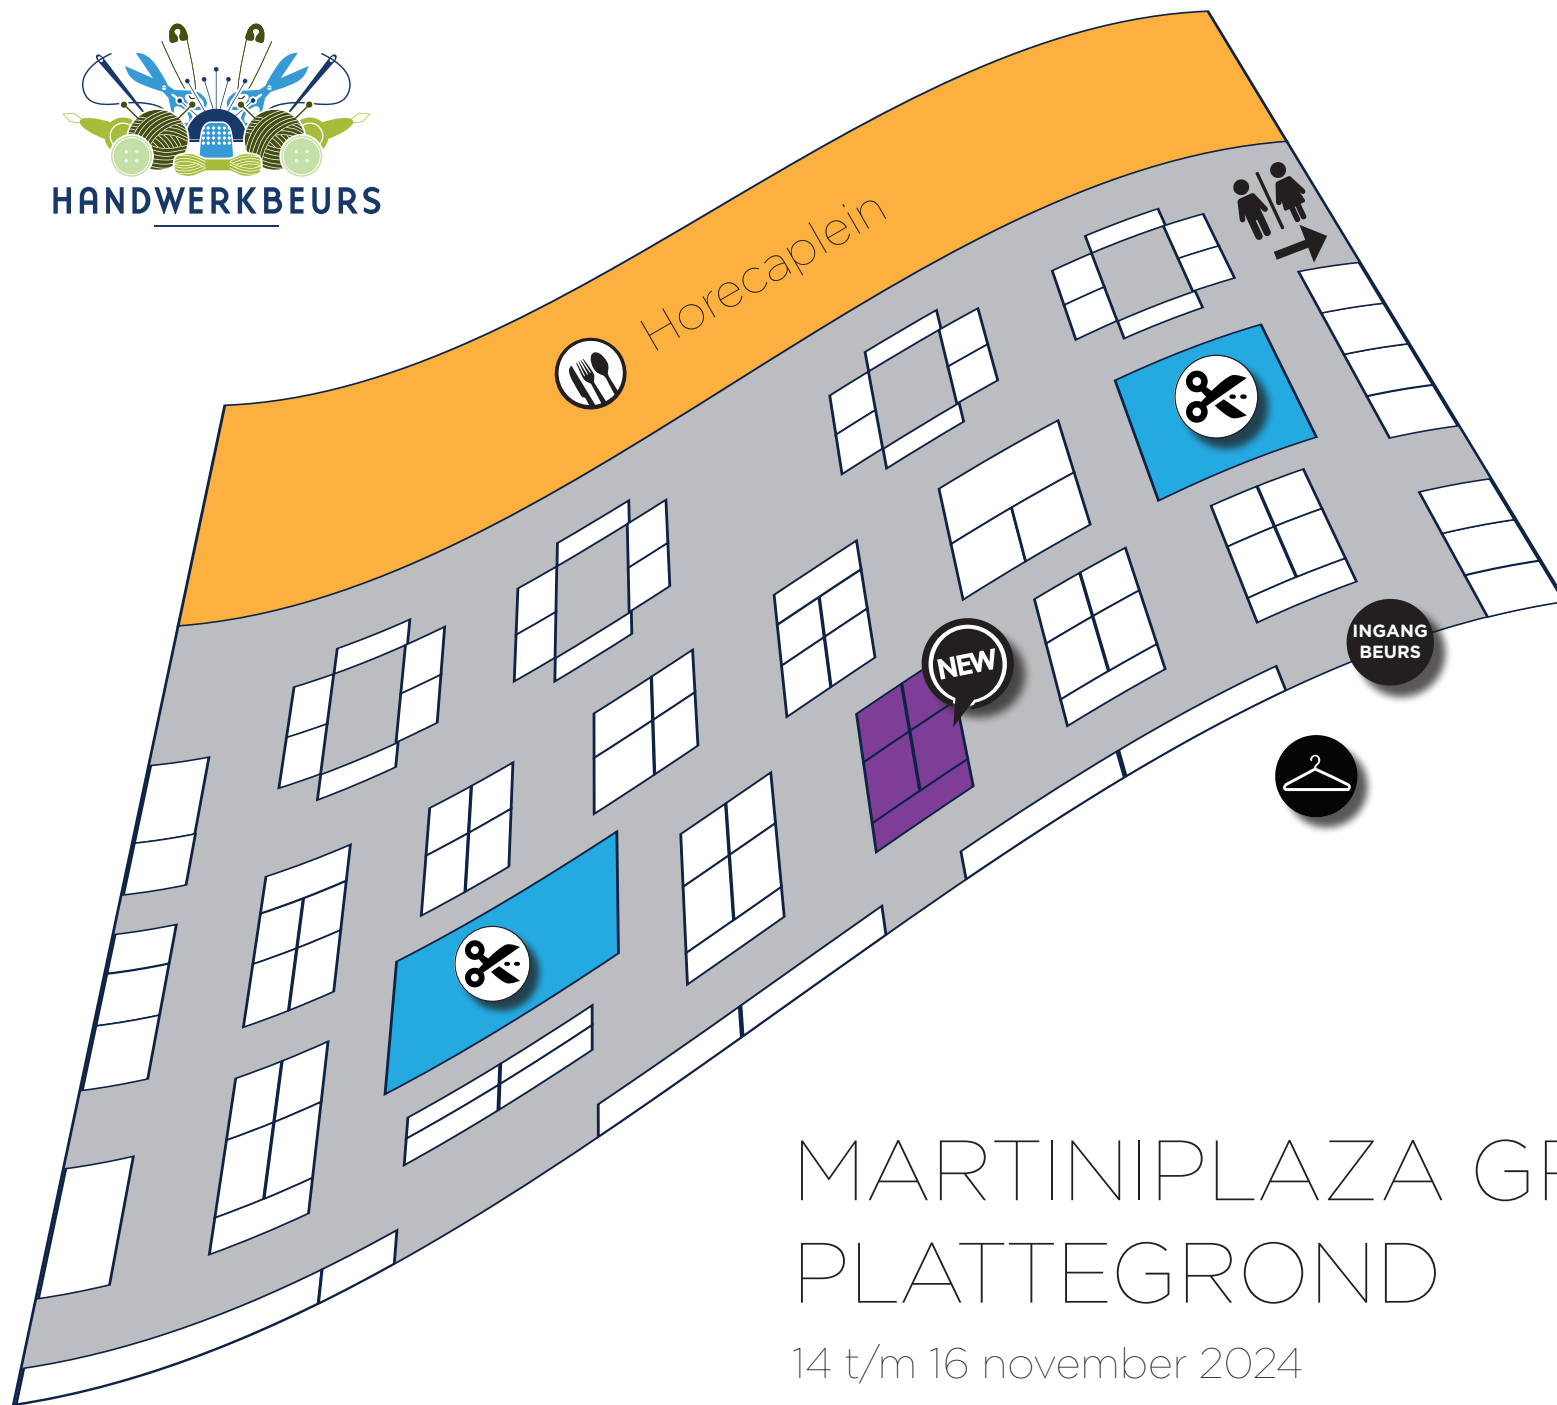 HANDWERKBEURS
Horecaplein
NEW
INGANG
BEURS
MARTINIPLAZA
PLATTEGROND
14 t/m 16 november 2024